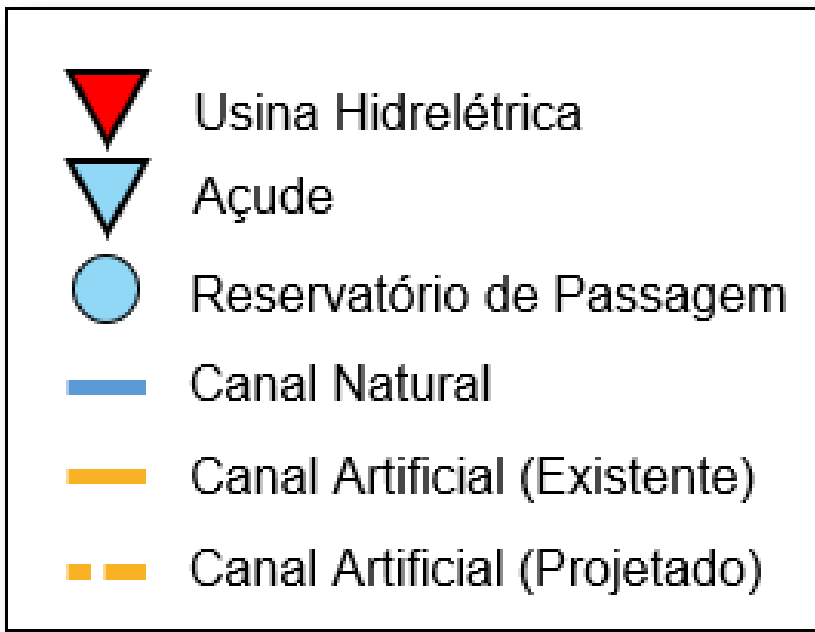 Usina Hidrelétrica
Açude
Reservatório de Passagem
Canal Natural
Canal Artificial (Existente)
Canal Artificial (Projetado)